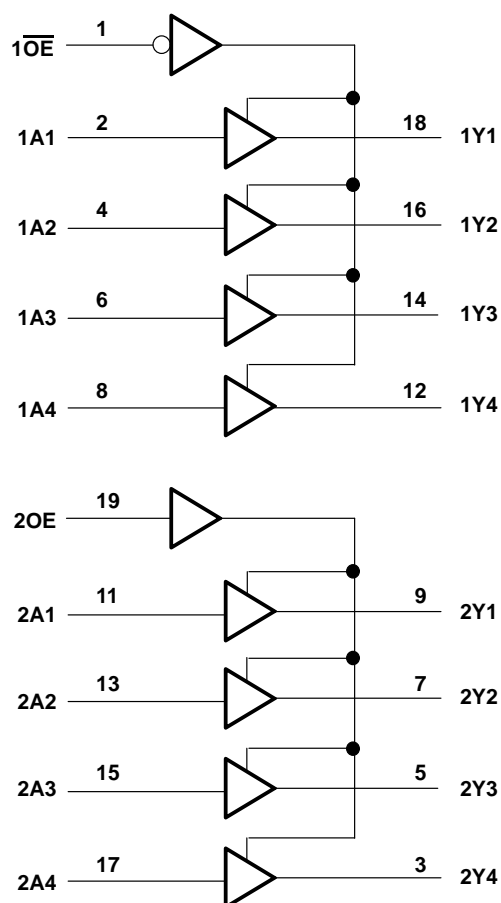 1O̅E̅ 1
1A1 2 18 1Y1
1A2 4 16 1Y2
1A3 6 14 1Y3
1A4 8 12 1Y4
2OE 19
2A1 11 9 2Y1
2A2 13 7 2Y2
2A3 15 5 2Y3
2A4 17 3 2Y4